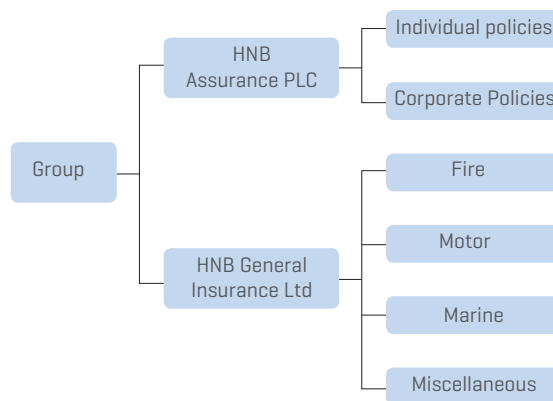 Group
HNB
Assurance PLC
Individual policies
Corporate Policies
HNB General
Insurance Ltd
Fire
Motor
Marine
Miscellaneous